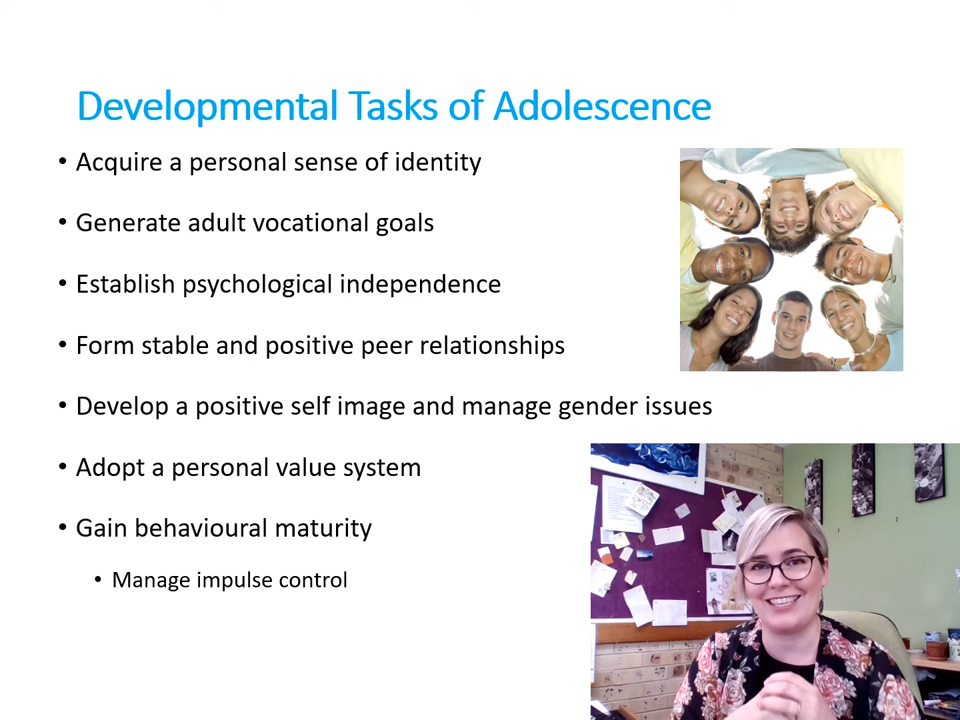 Developmental Tasks of Adolescence
• Acquire a personal sense of identity
• Generate adult vocational goals
• Establish psychological independence
• Form stable and positive peer relationships
• Develop a positive self image and manage gender issues
• Adopt a personal value system
• Gain behavioural maturity
• Manage impulse control